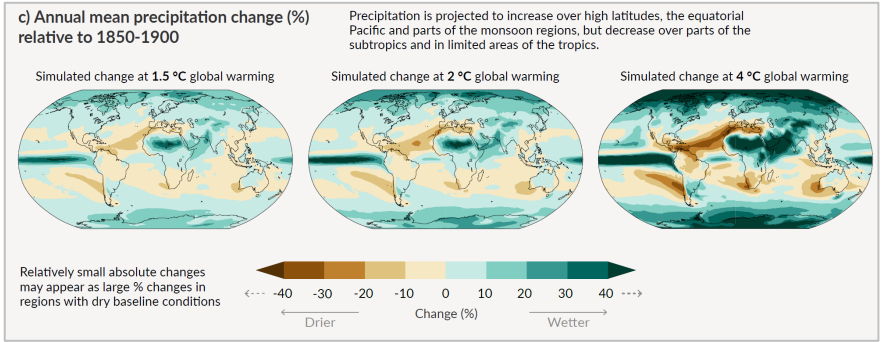 c) Annual mean precipitation change (%)
relative to 1850-1900
Precipitation is projected to increase over high latitudes, the equatorial
Pacific and parts of the monsoon regions, but decrease over parts of the
subtropics and in limited areas of the tropics.
Simulated change at 1.5 °C global warming
Simulated change at 2 °C global warming
Simulated change at 4 °C global warming
Relatively small absolute changes
may appear as large % changes in
regions with dry baseline conditions
-40 -30 -20 -10 0 10 20 30 40
Change (%)
Drier
Wetter